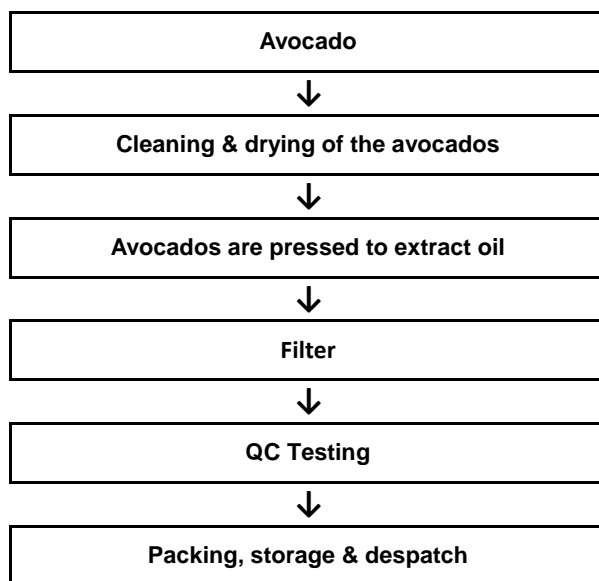 Avocado
Cleaning & drying of the avocados
Avocados are pressed to extract oil
Filter
QC Testing
Packing, storage & despatch